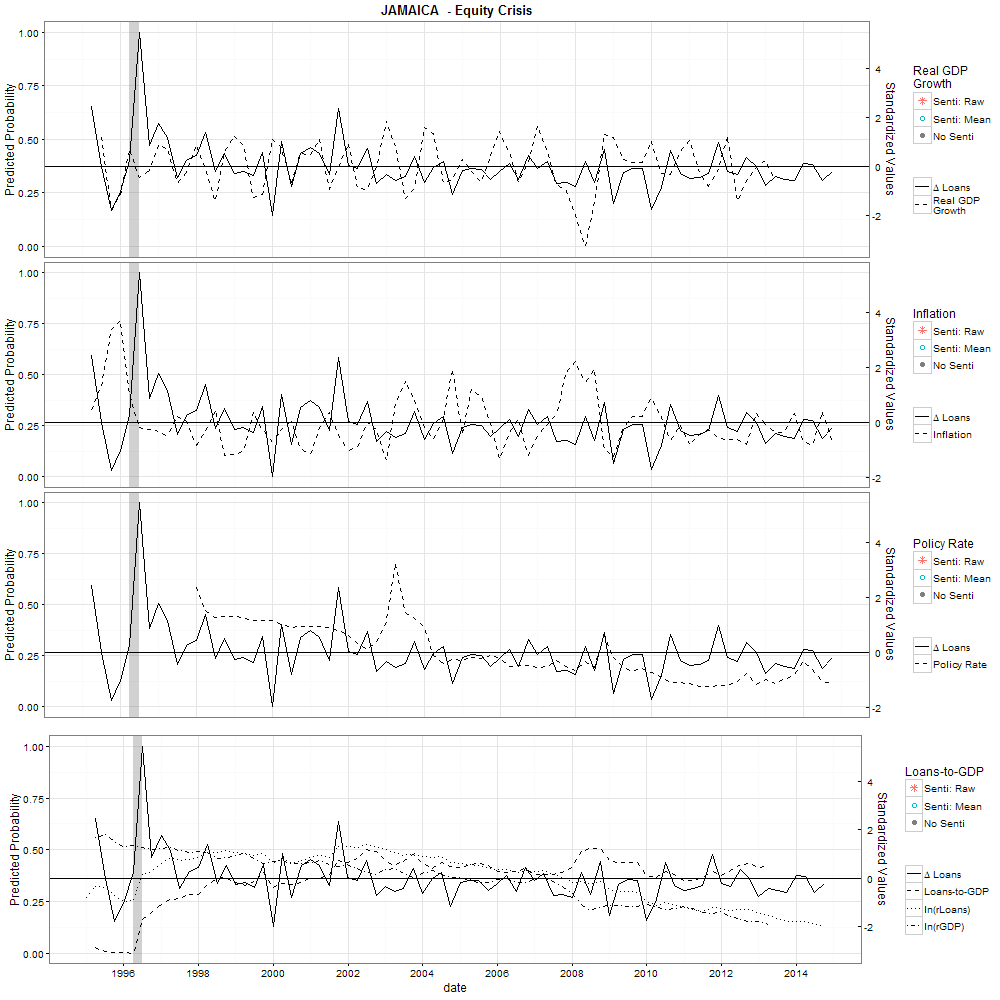 JAMAICA - Equity Crisis
1.00
0.75
0.50
0.25
0.00
Predicted Probability
4
2
0
-2
Standardized Values
Real GDP
Growth
Senti: Raw
Senti: Mean
No Senti
Δ Loans
Real GDP
Growth
1.00
0.75
0.50
0.25
0.00
Predicted Probability
4
2
0
-2
Standardized Values
Inflation
Senti: Raw
Senti: Mean
No Senti
Δ Loans
Inflation
1.00
0.75
0.50
0.25
0.00
Predicted Probability
4
2
0
-2
Standardized Values
Policy Rate
Senti: Raw
Senti: Mean
No Senti
Δ Loans
Policy Rate
1.00
0.75
0.50
0.25
0.00
Predicted Probability
4
2
0
-2
Standardized Values
Loans-to-GDP
Senti: Raw
Senti: Mean
No Senti
Δ Loans
Loans-to-GDP
ln(rLoans)
ln(rGDP)
1996 1998 2000 2002 2004 2006 2008 2010 2012 2014
date